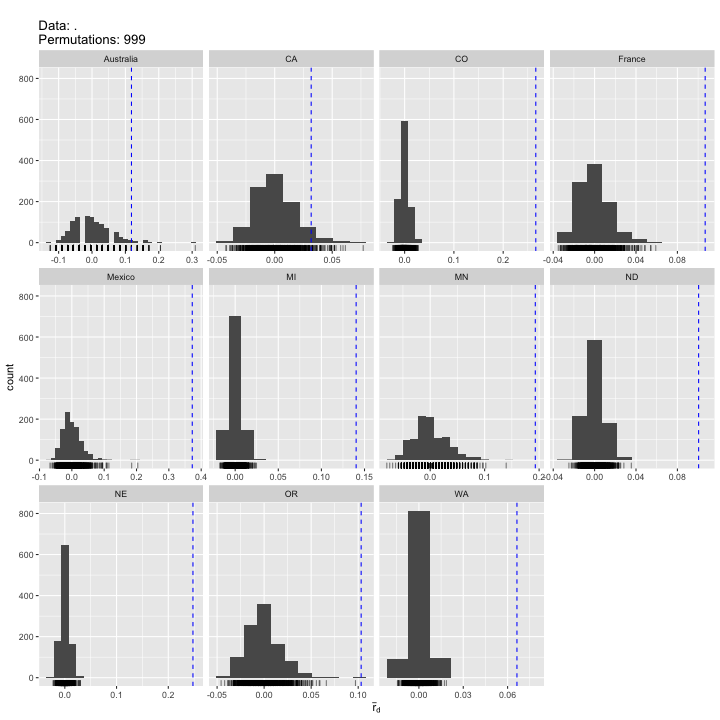 Data: .
Permutations: 999
Australia CA CO France
800
600
400
200
0
-0.1 0.0 0.1 0.2 0.3 -0.05 0.00 0.05 0.0 0.1 0.2 -0.04 0.00 0.04 0.08
Mexico MI MN ND
800
600
400
200
0
-0.1 0.0 0.1 0.2 0.3 0.4 0.00 0.05 0.10 0.15 0.0 0.1 0.2 -0.04 0.00 0.04 0.08
count
NE OR WA
800
600
400
200
0
0.0 0.1 0.2 -0.05 0.00 0.05 0.10 0.00 0.03 0.06
r̄d